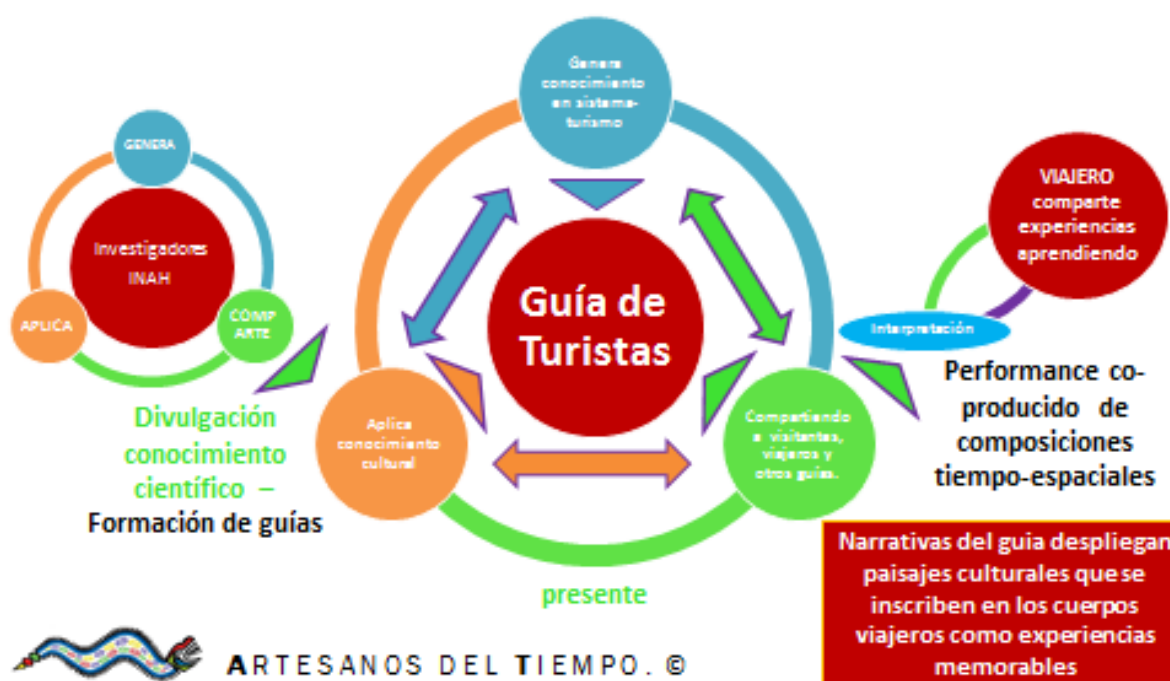 GENERA
Investigadores
INAH
APLICA
COMP
ARTE
Divulgación
conocimiento
científico –
Formación de guías
Genera
conocimiento
en sistema-
turismo
Guía de
Turistas
Aplica
conocimiento
cultural
Compartiendo
a visitantes,
viajeros y
otros guías.
presente
VIAJERO
comparte
experiencias
aprendiendo
Interpretación
Performance co-
producido de
composiciones
tiempo-espaciales
Narrativas del guia despliegan
paisajes culturales que se
inscriben en los cuerpos
viajeros como experiencias
memorables
ARTESANOS DEL TIEMPO. ©